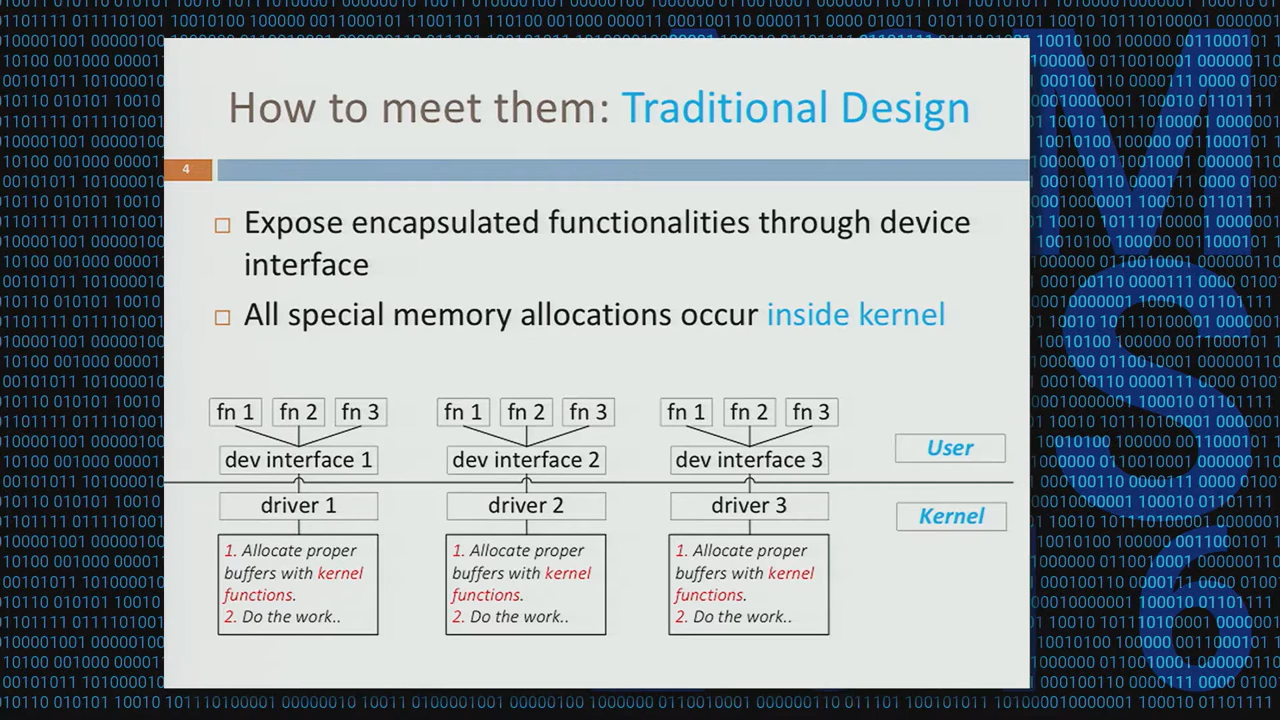 How to meet them: Traditional Design
4
Expose encapsulated functionalities through device
interface
All special memory allocations occur inside kernel
fn 1 fn 2 fn 3 fn 1 fn 2 fn 3 fn 1 fn 2 fn 3
dev interface 1 dev interface 2 dev interface 3
User
driver 1 driver 2 driver 3
Kernel
1. Allocate proper
buffers with kernel
functions.
2. Do the work..
1. Allocate proper
buffers with kernel
functions.
2. Do the work..
1. Allocate proper
buffers with kernel
functions.
2. Do the work..